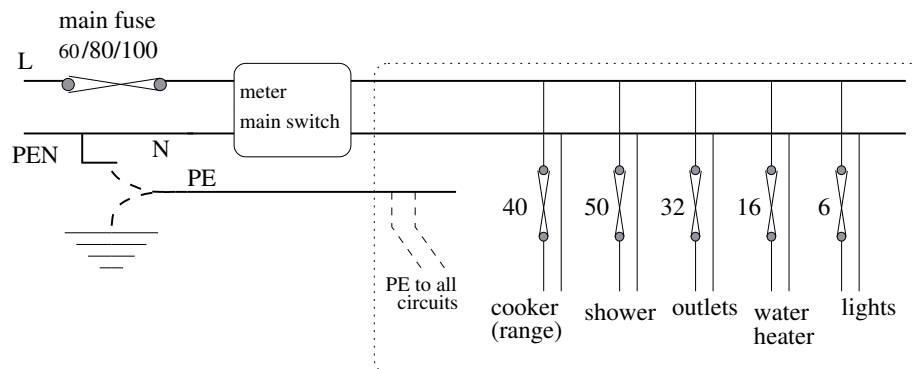 main fuse
60/80/100
L
meter
main switch
PEN
N
PE
40
50
32
16
6
PE to all
circuits
cooker
(range)
shower
outlets
water
heater
lights